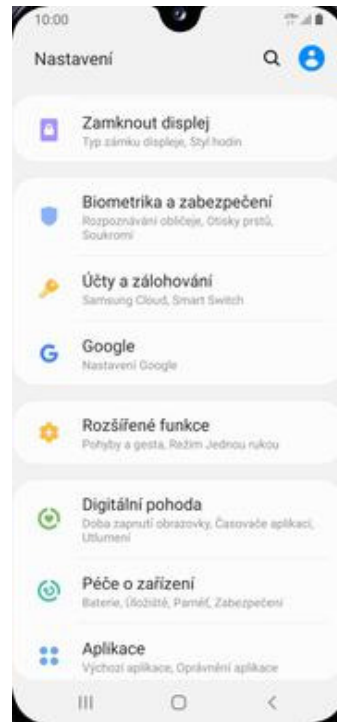 10:00
Nastavení
Zamknout displej
Typ zámku displeje, Styl hodin
Biometrika a zabezpečení
Rozpoznávání obličeje, Otisky prstů,
Soukromí
Účty a zálohování
Samsung Cloud, Smart Switch
Google
Nastavení Google
Rozšířené funkce
Pohyby a gesta, Režim Jednou rukou
Digitální pohoda
Doba zapnutí obrazovky, Časovače aplikací,
Utlumení
Péče o zařízení
Baterie, Úložiště, Paměť, Zabezpečení
Aplikace
Výchozí aplikace, Oprávnění aplikace